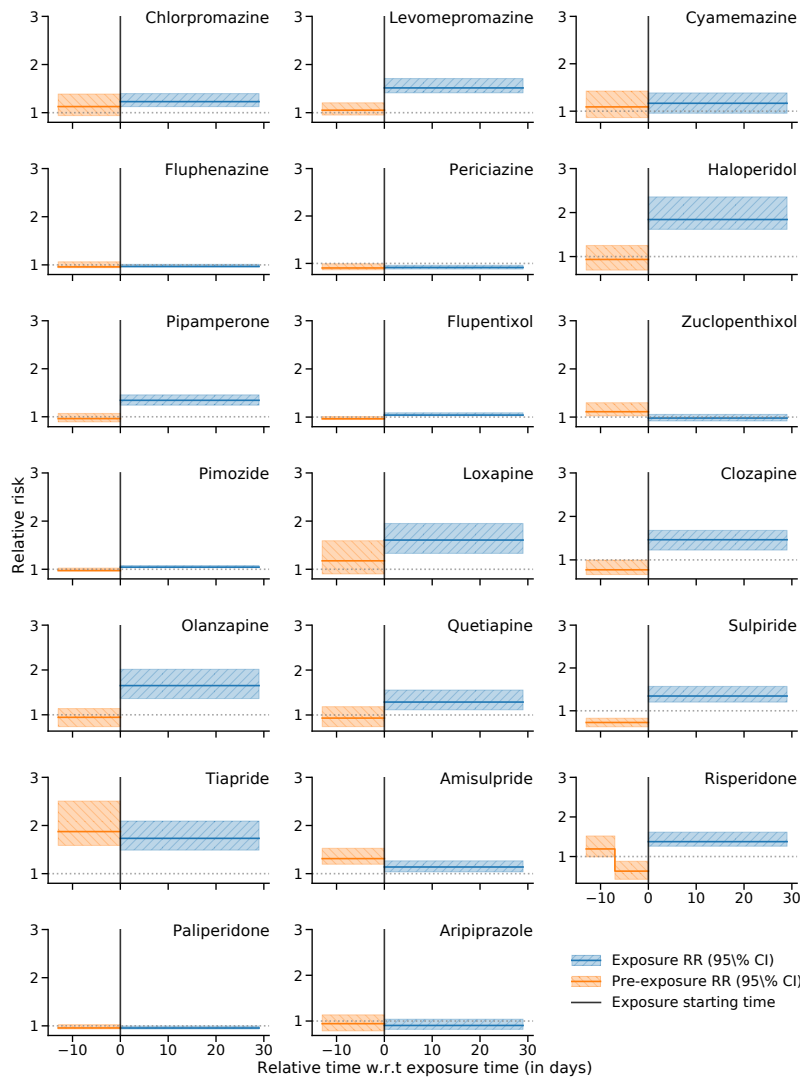 Chlorpromazine
Levomepromazine
Cyamemazine
3
2
1
3
2
1
3
2
1
Fluphenazine
Periciazine
Haloperidol
3
2
1
3
2
1
3
2
1
Pipamperone
Flupentixol
Zuclopenthixol
3
2
1
3
2
1
3
2
1
Relative risk
Pimozide
Loxapine
Clozapine
3
2
1
3
2
1
3
2
1
Olanzapine
Quetiapine
Sulpiride
3
2
1
3
2
1
3
2
1
Tiapride
Amisulpride
Risperidone
3
2
1
3
2
1
3
2
1
−10 0 10 20 30
Paliperidone
Aripiprazole
3
2
1
3
2
1
−10 0 10 20 30
−10 0 10 20 30
Exposure RR (95\% CI)
Pre-exposure RR (95\% CI)
Exposure starting time
Relative time w.r.t exposure time (in days)